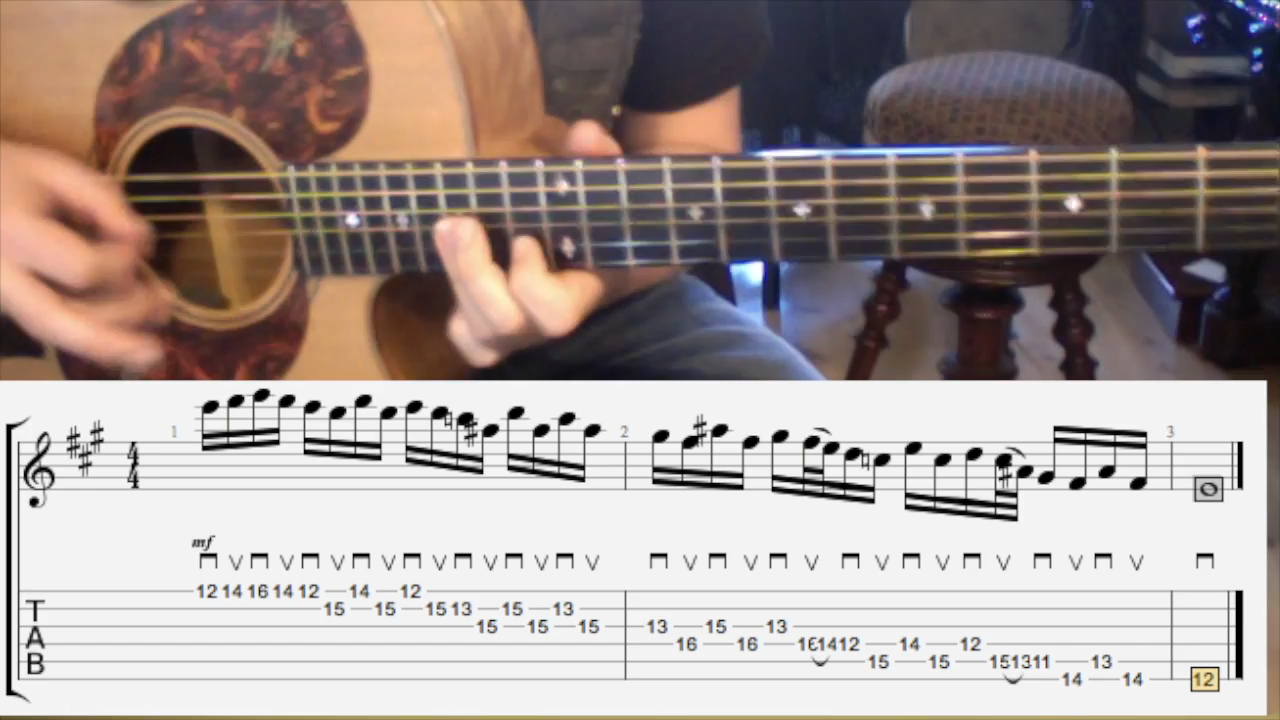 1 2 3
4
4
mf
12 14 16 14 12 14 12
T 15 15 15 13 15 13
15 15 15 13 15 13
A 16 16 16 14 12 14 12
B 15 15 15 13 11 13
14 14 12